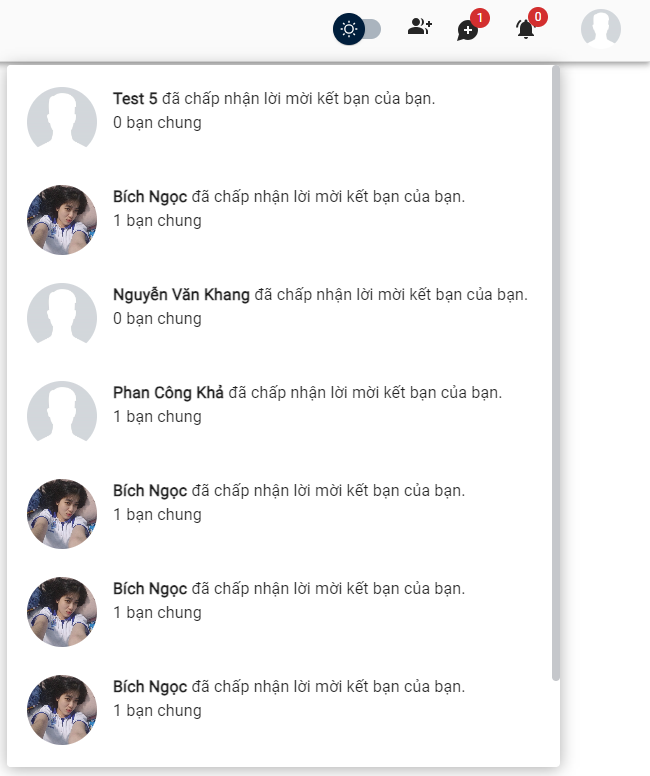 1
0
Test 5 đã chấp nhận lời mời kết bạn của bạn.
0 bạn chung
Bích Ngọc đã chấp nhận lời mời kết bạn của bạn.
1 bạn chung
Nguyễn Văn Khang đã chấp nhận lời mời kết bạn của bạn.
0 bạn chung
Phan Công Khả đã chấp nhận lời mời kết bạn của bạn.
1 bạn chung
Bích Ngọc đã chấp nhận lời mời kết bạn của bạn.
1 bạn chung
Bích Ngọc đã chấp nhận lời mời kết bạn của bạn.
1 bạn chung
Bích Ngọc đã chấp nhận lời mời kết bạn của bạn.
1 bạn chung